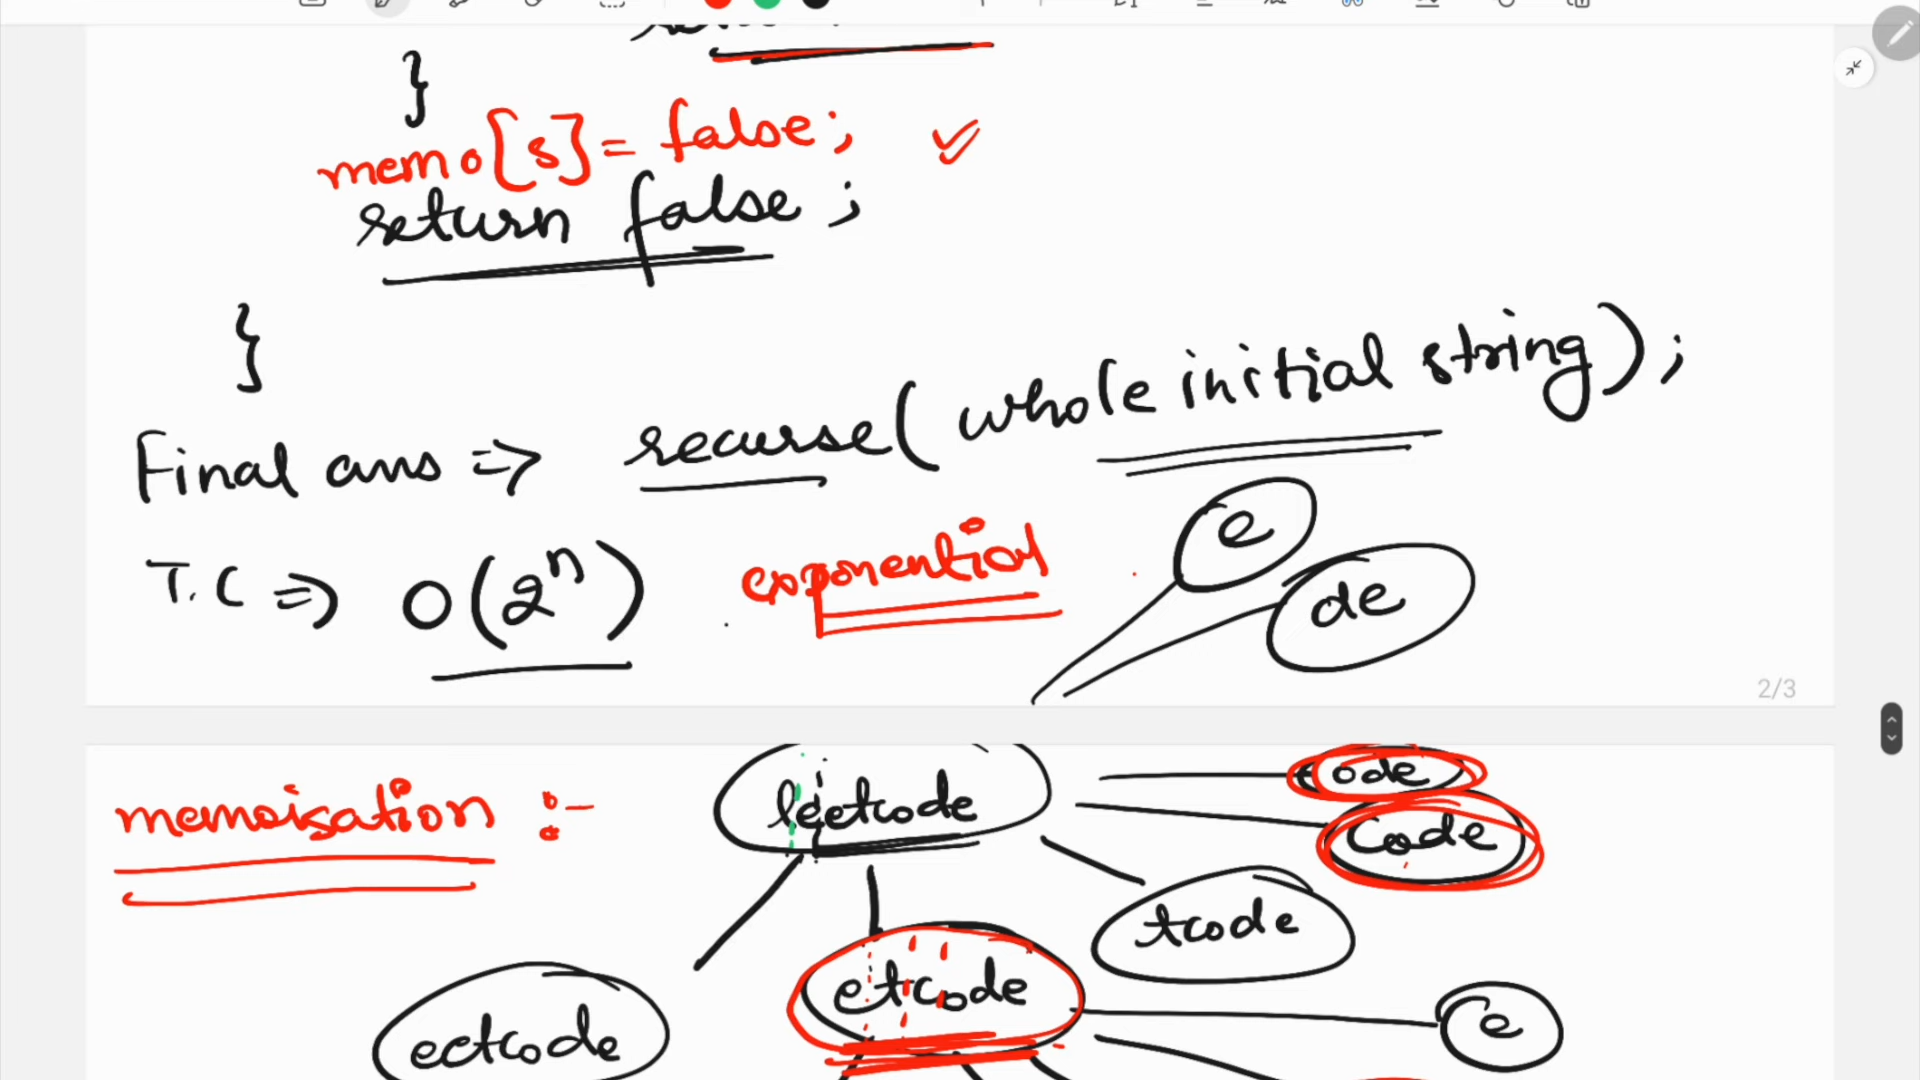 }
memo[s] = false;
return false;
}
Final ans => recurse(whole initial string);
T.C => O(2^n) exponential
e
de
2/3
memoisation :-
leetcode
ode
Code
tcode
etcode
e
eetcode